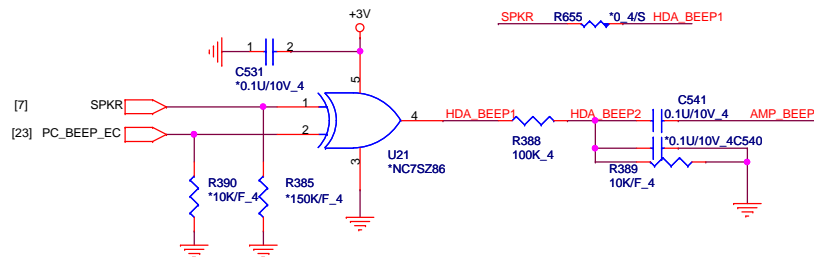 SPKR R655 *0_4/S HDA_BEEP1
+3V
1 2
C531
*0.1U/10V_4
5
[7] SPKR 1
4 HDA_BEEP1 HDA_BEEP2 C541
0.1U/10V_4 AMP_BEEP
[23] PC_BEEP_EC 2
R388
100K_4
*0.1U/10V_4C540
U21
*NC7SZ86
3
R389
10K/F_4
R390
*10K/F_4
R385
*150K/F_4